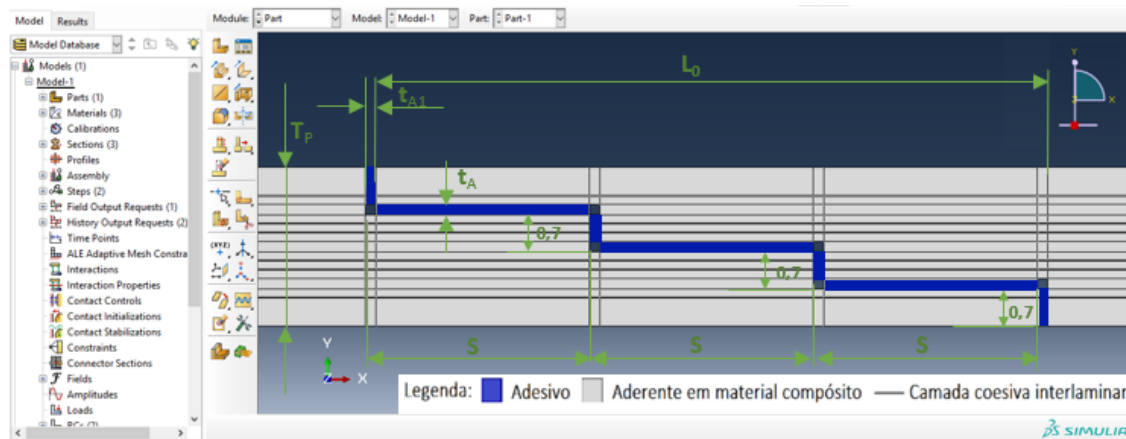 Model Results
Module: Part Model: Model-1 Part: Part-1
Model Database
Models (1)
Model-1
Parts (1)
Materials (3)
Calibrations
Sections (3)
Profiles
Assembly
Steps (2)
Field Output Requests (1)
History Output Requests (2)
Time Points
ALE Adaptive Mesh Constra
Interactions
Interaction Properties
Contact Controls
Contact Initializations
Contact Stabilizations
Constraints
Connector Sections
Fields
Amplitudes
Loads
BCs (2)
(XYZ)
L0
tA1
TP
tA
0,7
0,7
0,7
S S S
Y
X
Y
Z X
Legenda: Adesivo Aderente em material compósito Camada coesiva interlaminar
SIMULIA